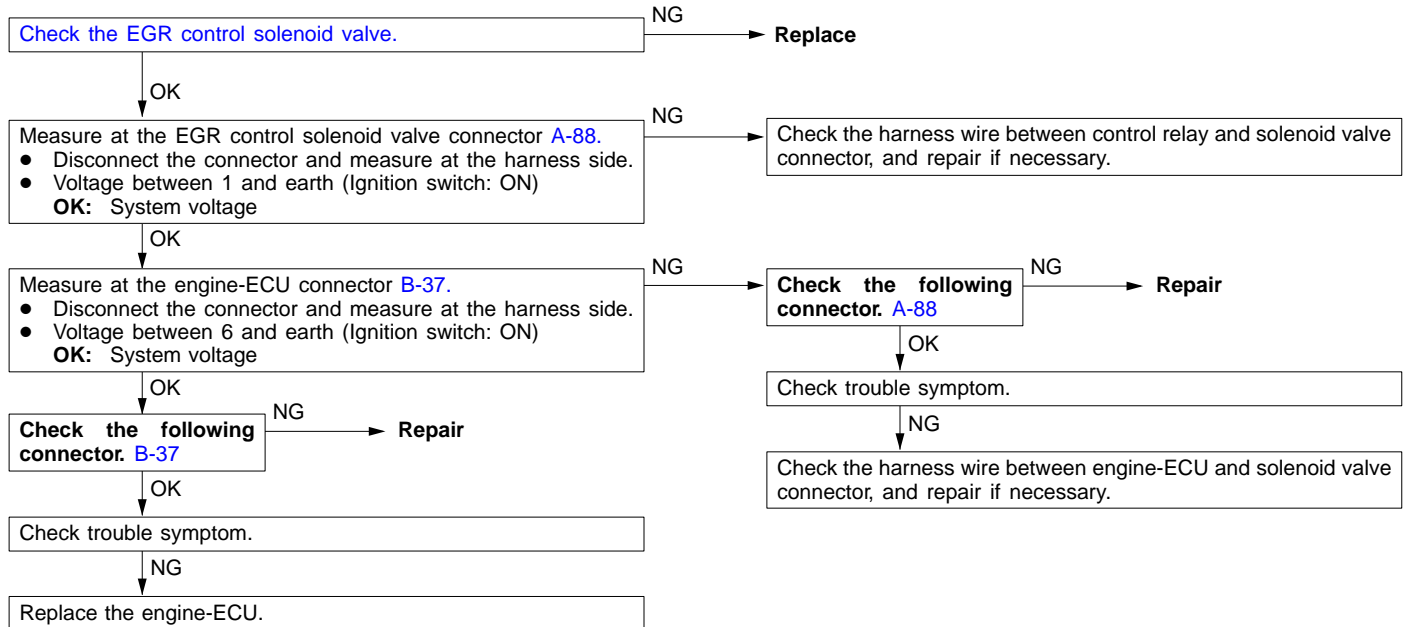 Check the EGR control solenoid valve.
NG
Replace
OK
Measure at the EGR control solenoid valve connector A-88.
● Disconnect the connector and measure at the harness side.
● Voltage between 1 and earth (Ignition switch: ON)
OK: System voltage
NG
Check the harness wire between control relay and solenoid valve
connector, and repair if necessary.
OK
Measure at the engine-ECU connector B-37.
● Disconnect the connector and measure at the harness side.
● Voltage between 6 and earth (Ignition switch: ON)
OK: System voltage
NG
Check the following
connector. A-88
NG
Repair
OK
Check trouble symptom.
NG
Check the harness wire between engine-ECU and solenoid valve
connector, and repair if necessary.
OK
Check the following
connector. B-37
NG
Repair
OK
Check trouble symptom.
NG
Replace the engine-ECU.